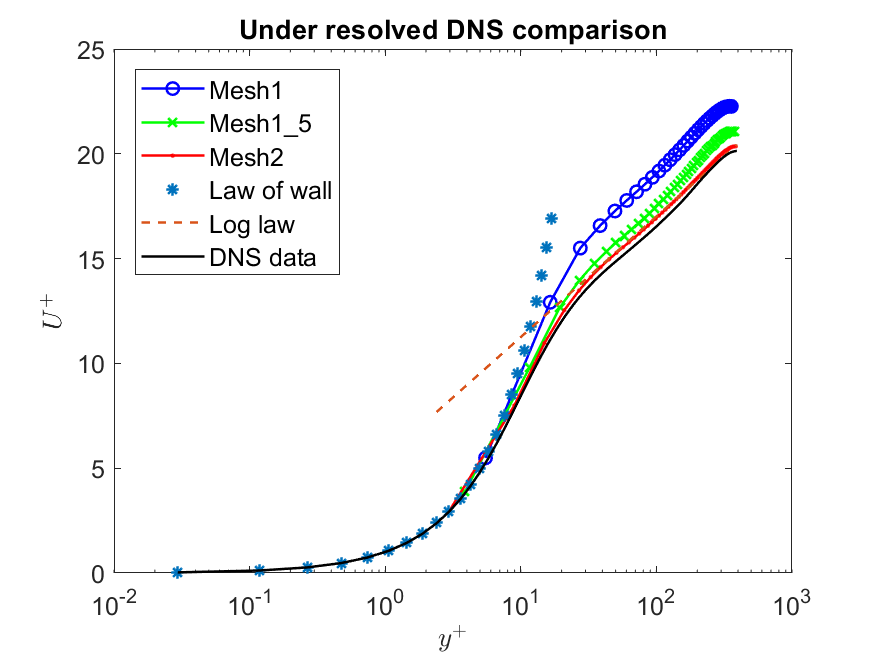 Under resolved DNS comparison
25
20
15
10
5
0
Mesh1
Mesh1_5
Mesh2
Law of wall
Log law
DNS data
U⁺
10⁻² 10⁻¹ 10⁰ 10¹ 10² 10³
y⁺